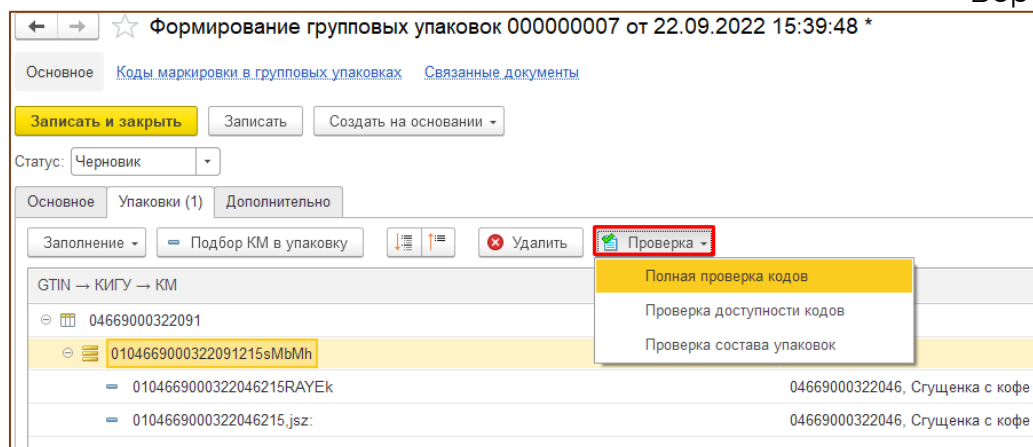 Формирование групповых упаковок 000000007 от 22.09.2022 15:39:48 *
Основное Коды маркировки в групповых упаковках Связанные документы
Записать и закрыть Записать Создать на основании
Статус: Черновик
Основное Упаковки (1) Дополнительно
Заполнение Подбор КМ в упаковку Удалить Проверка
GTIN → КИГУ → КМ
Полная проверка кодов
04669000322091
Проверка доступности кодов
0104669000322091215sMbMh
Проверка состава упаковок
0104669000322046215RAYEk 04669000322046, Сгущенка с кофе
0104669000322046215,jsz: 04669000322046, Сгущенка с кофе